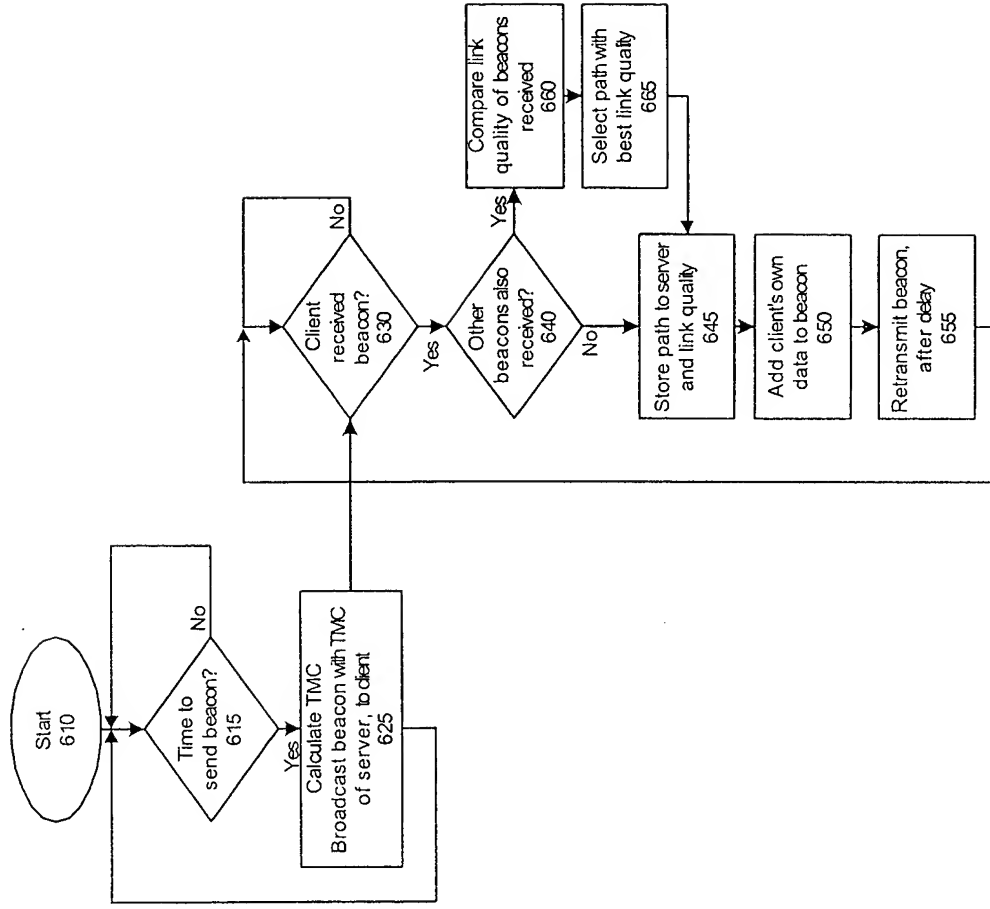 Start
610
Time to
send beacon?
615
No
Yes
Calculate TMC
Broadcast beacon with TMC
of server, to client
625
Client
received
beacon?
630
No
Yes
Other
beacons also
received?
640
Yes
No
Compare link
quality of beacons
received
660
Select path with
best link quality
665
Store path to server
and link quality
645
Add client's own
data to beacon
650
Retransmit beacon,
after delay
655